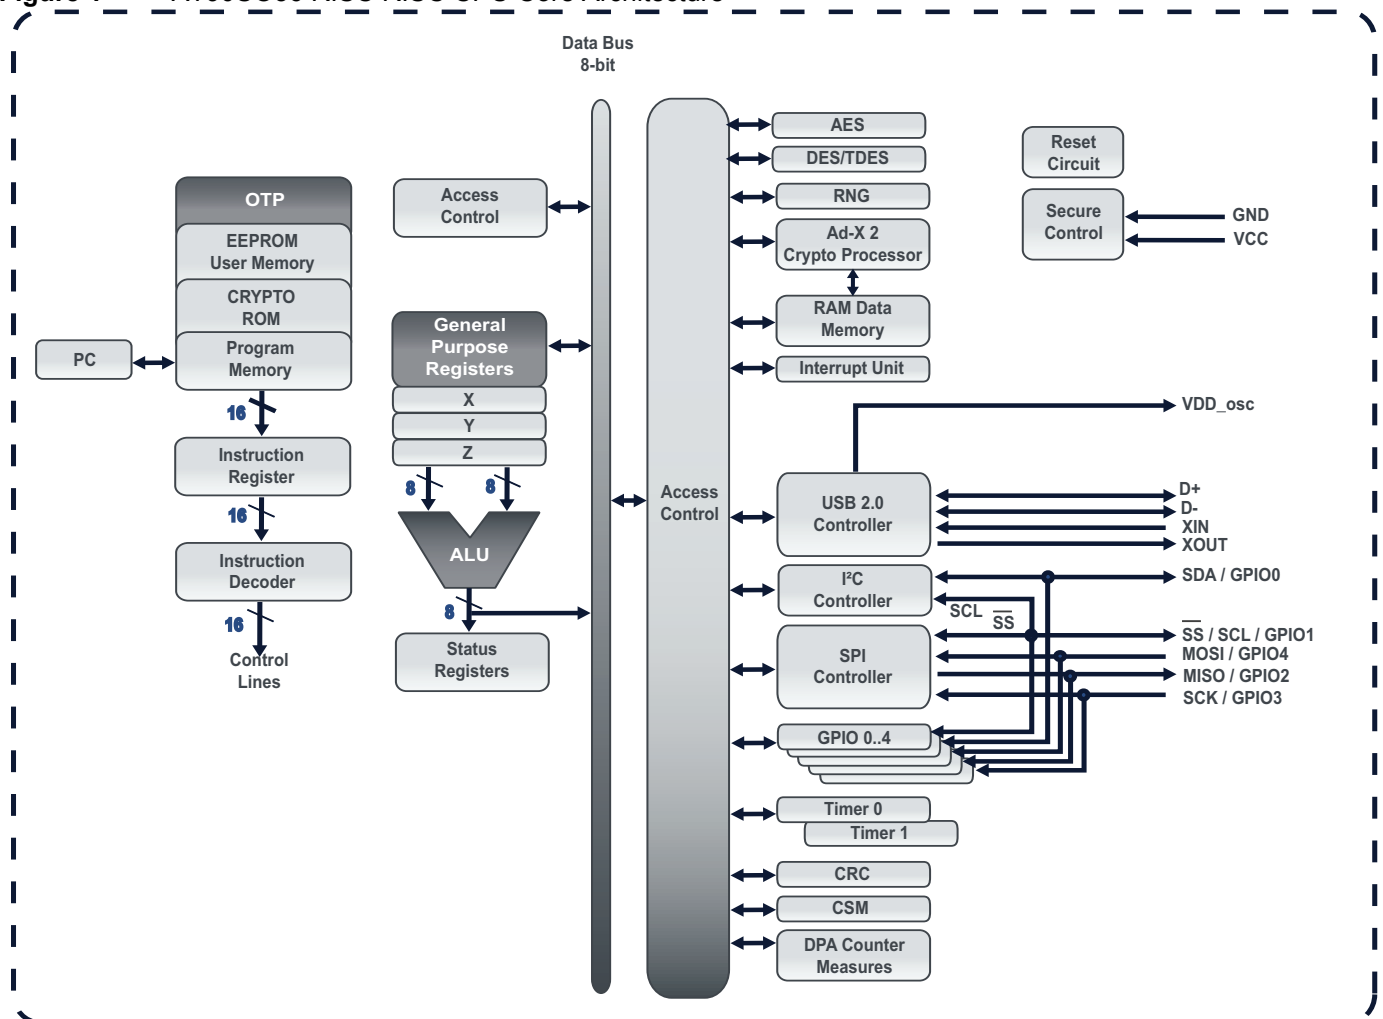 Data Bus
8-bit
OTP
EEPROM
User Memory
CRYPTO
ROM
Program
Memory
PC
16
Instruction
Register
16
Instruction
Decoder
16
Control
Lines
Access
Control
General
Purpose
Registers
X
Y
Z
8
8
ALU
8
Status
Registers
Access
Control
AES
DES/TDES
RNG
Ad-X 2
Crypto Processor
RAM Data
Memory
Interrupt Unit
USB 2.0
Controller
I²C
Controller
SCL
SS
SPI
Controller
GPIO 0..4
Timer 0
Timer 1
CRC
CSM
DPA Counter
Measures
Reset
Circuit
Secure
Control
GND
VCC
VDD_osc
D+
D-
XIN
XOUT
SDA / GPIO0
SS / SCL / GPIO1
MOSI / GPIO4
MISO / GPIO2
SCK / GPIO3